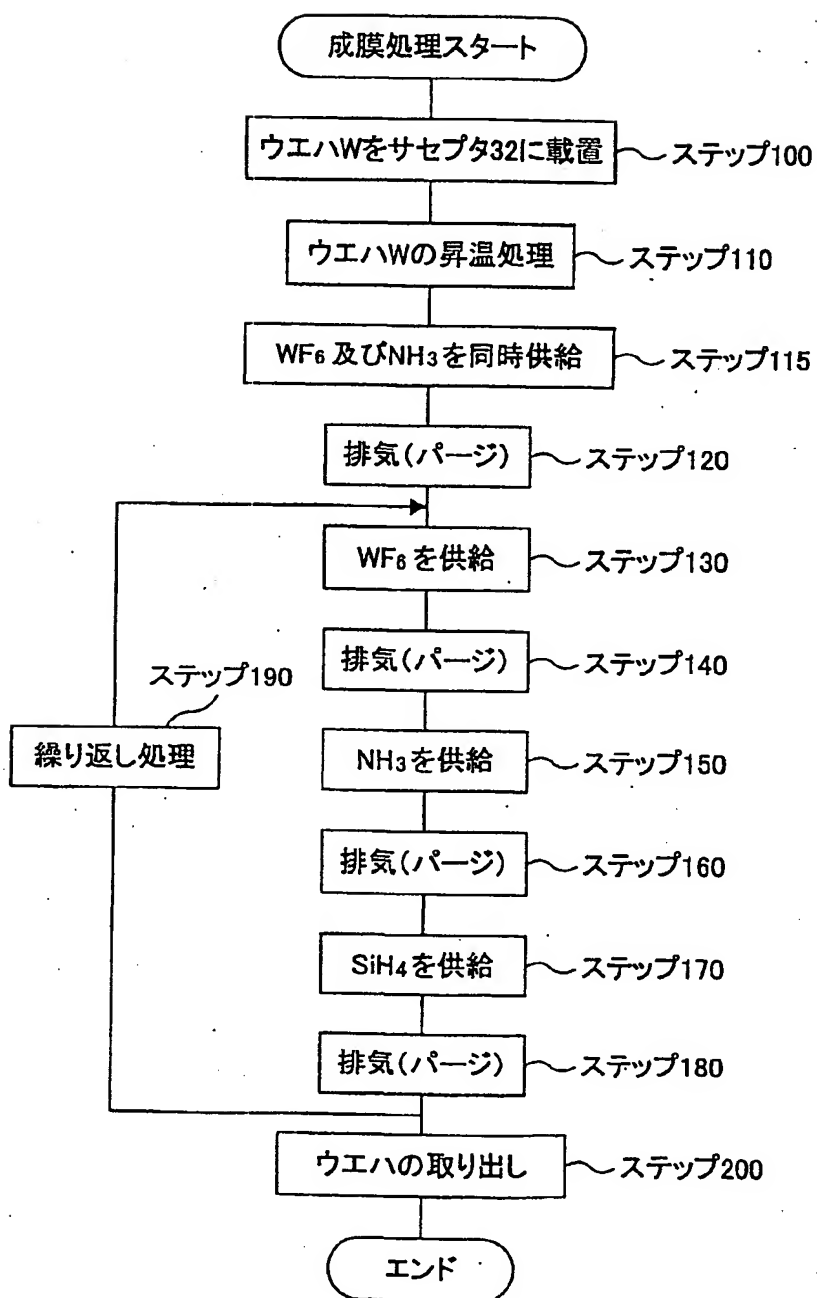 成膜処理スタート
ウエハWをサセプタ32に載置 ステップ100
ウエハWの昇温処理 ステップ110
WF₆ 及びNH₃を同時供給 ステップ115
排気(パージ) ステップ120
WF₆を供給 ステップ130
排気(パージ) ステップ140
ステップ190
繰り返し処理
NH₃を供給 ステップ150
排気(パージ) ステップ160
SiH₄を供給 ステップ170
排気(パージ) ステップ180
ウエハの取り出し ステップ200
エンド